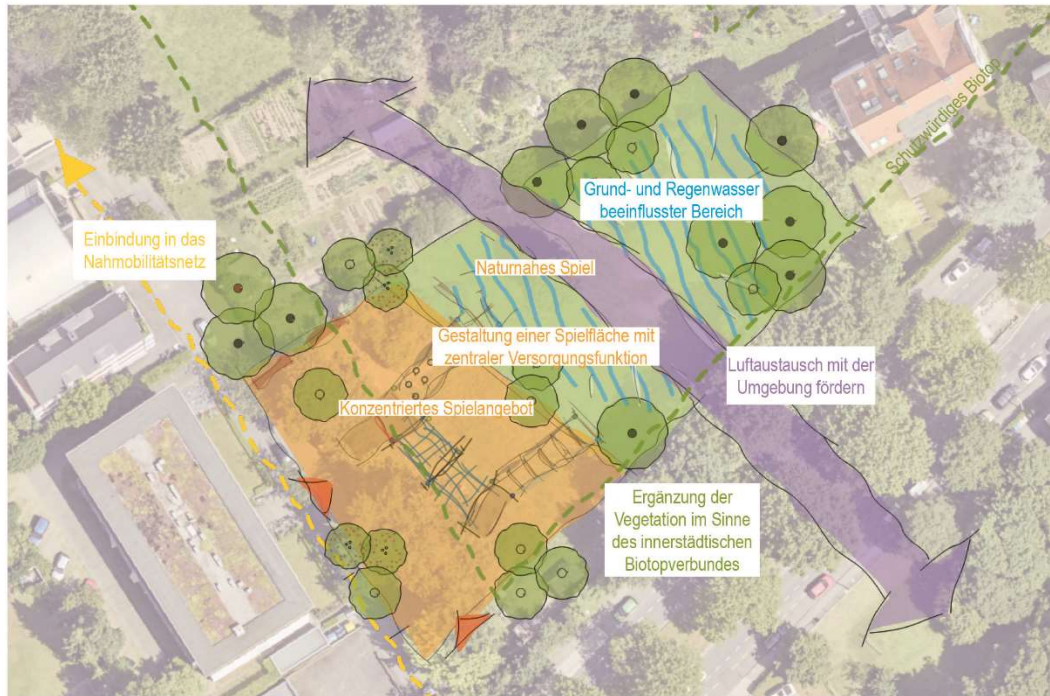 Schutzwürdiges Biotop
Grund- und Regenwasser
beeinflusster Bereich
Einbindung in das
Nahmobilitätsnetz
Naturnahes Spiel
Gestaltung einer Spielfläche mit
zentraler Versorgungsfunktion
Luftaustausch mit der
Umgebung fördern
Konzentriertes Spielangebot
Ergänzung der
Vegetation im Sinne
des innerstädtischen
Biotopverbundes